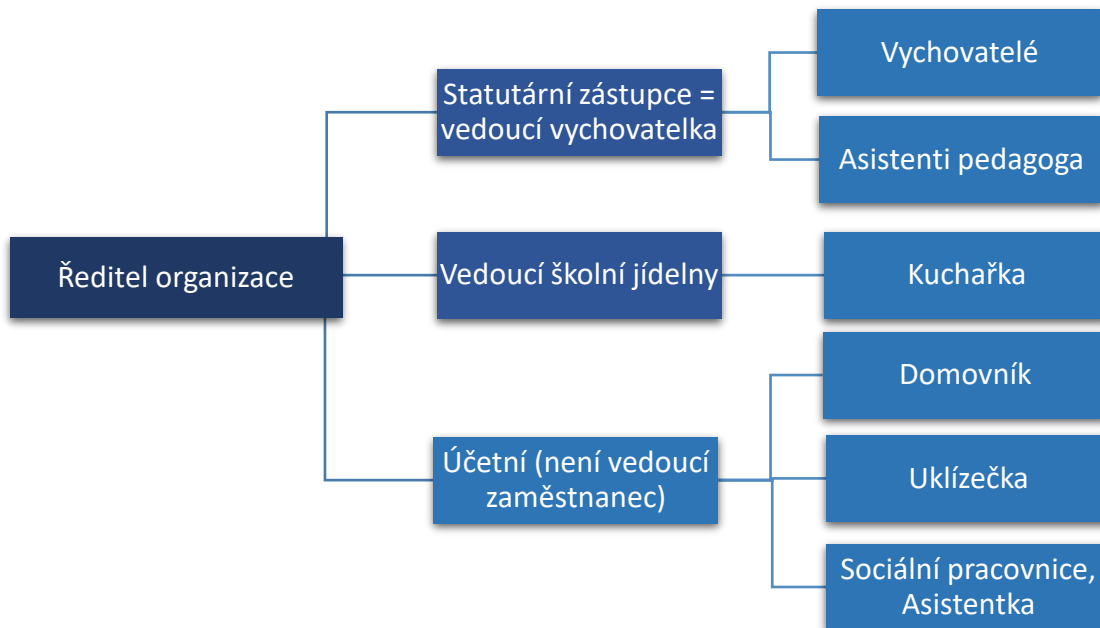 Vychovatelé
Statutární zástupce =
vedoucí vychovatelka
Asistenti pedagoga
Ředitel organizace
Vedoucí školní jídelny
Kuchařka
Domovník
Účetní (není vedoucí
zaměstnanec)
Uklízečka
Sociální pracovnice,
Asistentka